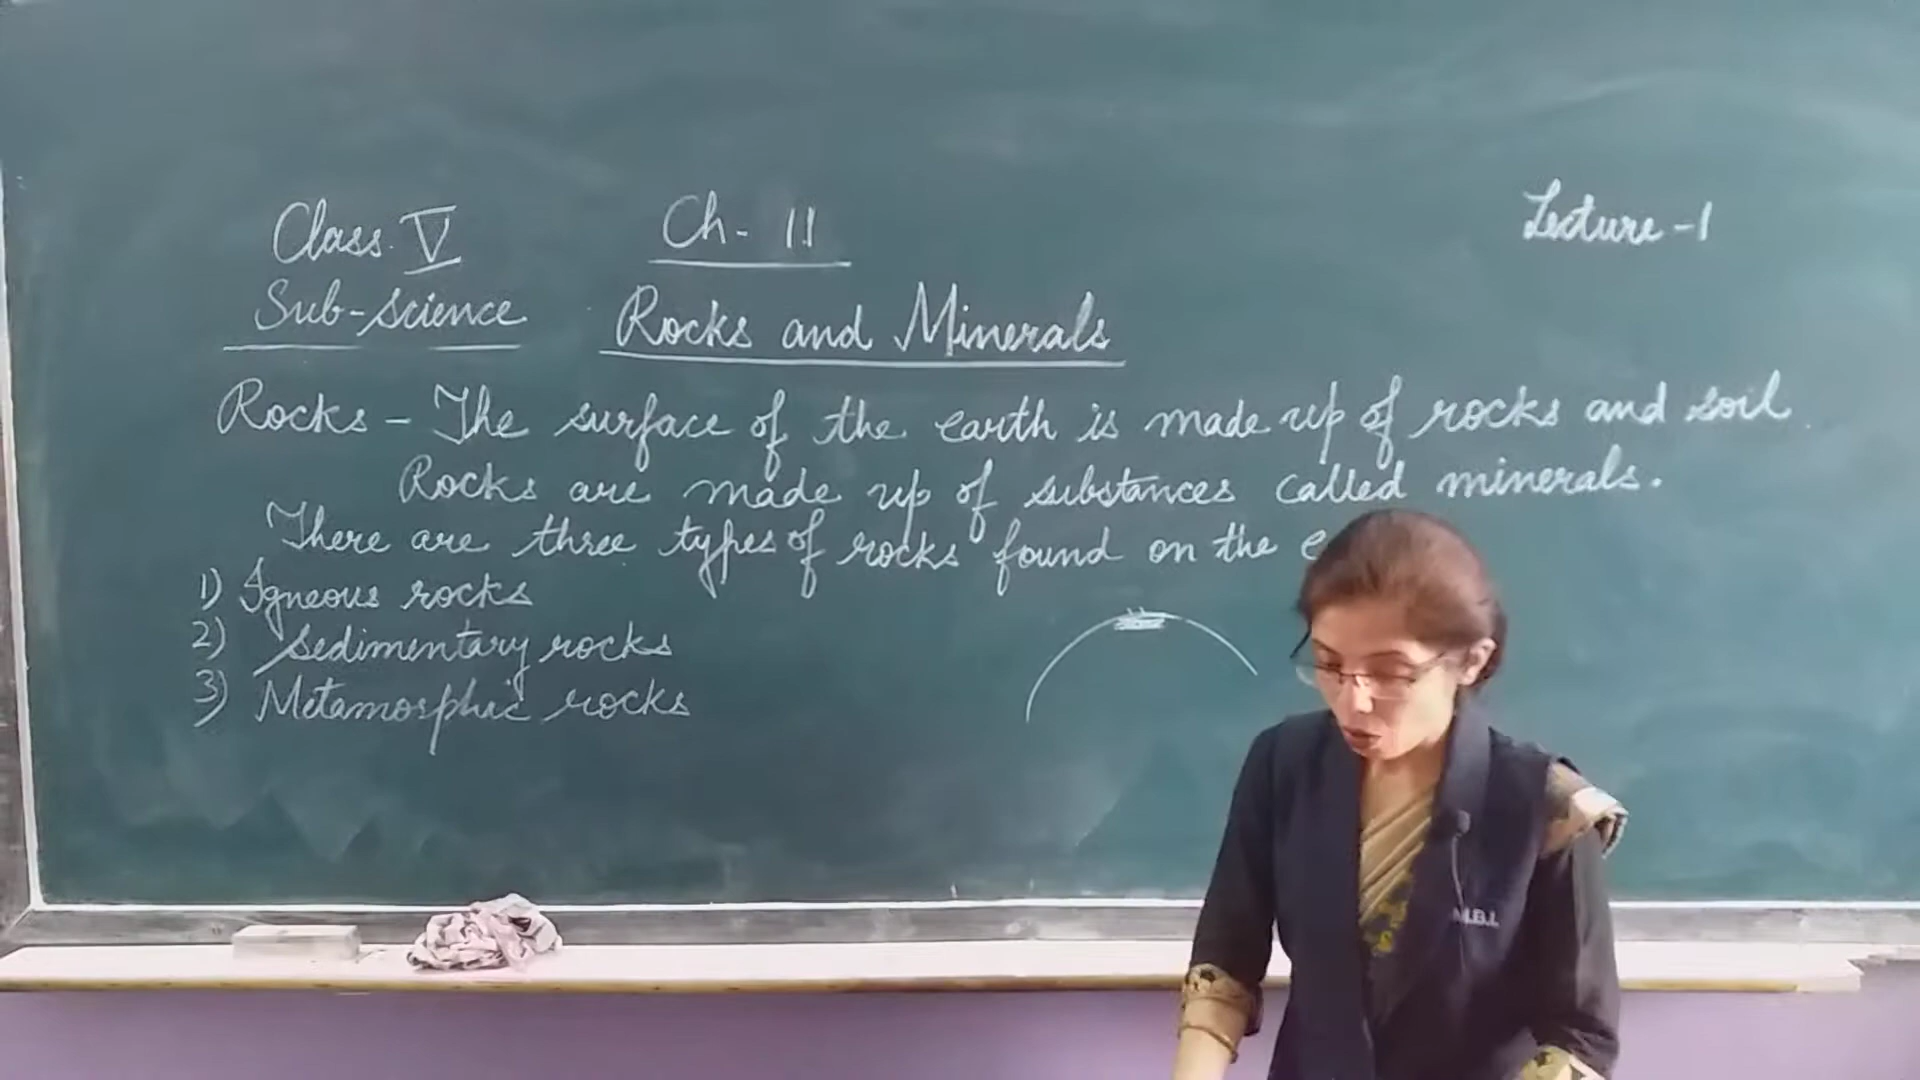 Class. V Ch- 11 Lecture-1
Sub-science Rocks and Minerals
Rocks - The surface of the earth is made up of rocks and soil.
Rocks are made up of substances called minerals.
There are three types of rocks found on the
1) Igneous rocks
2) Sedimentary rocks
3) Metamorphic rocks